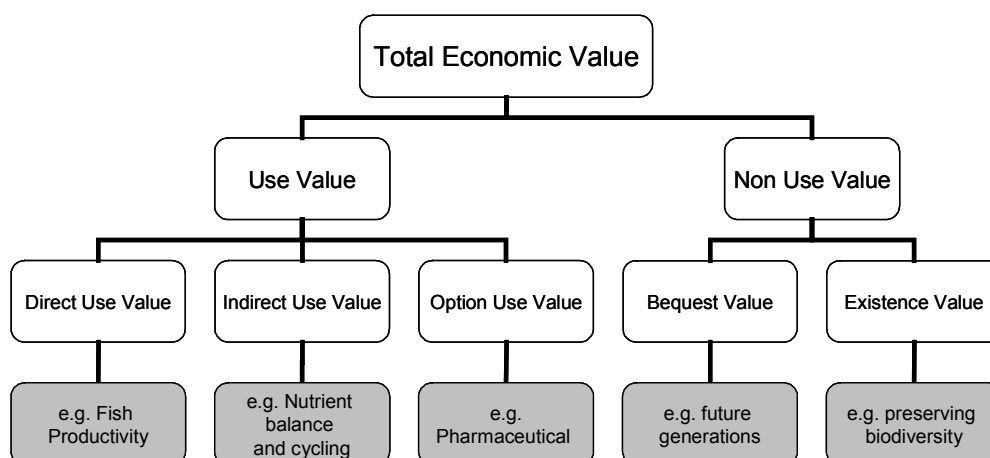 Total Economic Value
Use Value
Non Use Value
Direct Use Value
Indirect Use Value
Option Use Value
Bequest Value
Existence Value
e.g. Fish
Productivity
e.g. Nutrient
balance
and cycling
e.g.
Pharmaceutical
e.g. future
generations
e.g. preserving
biodiversity